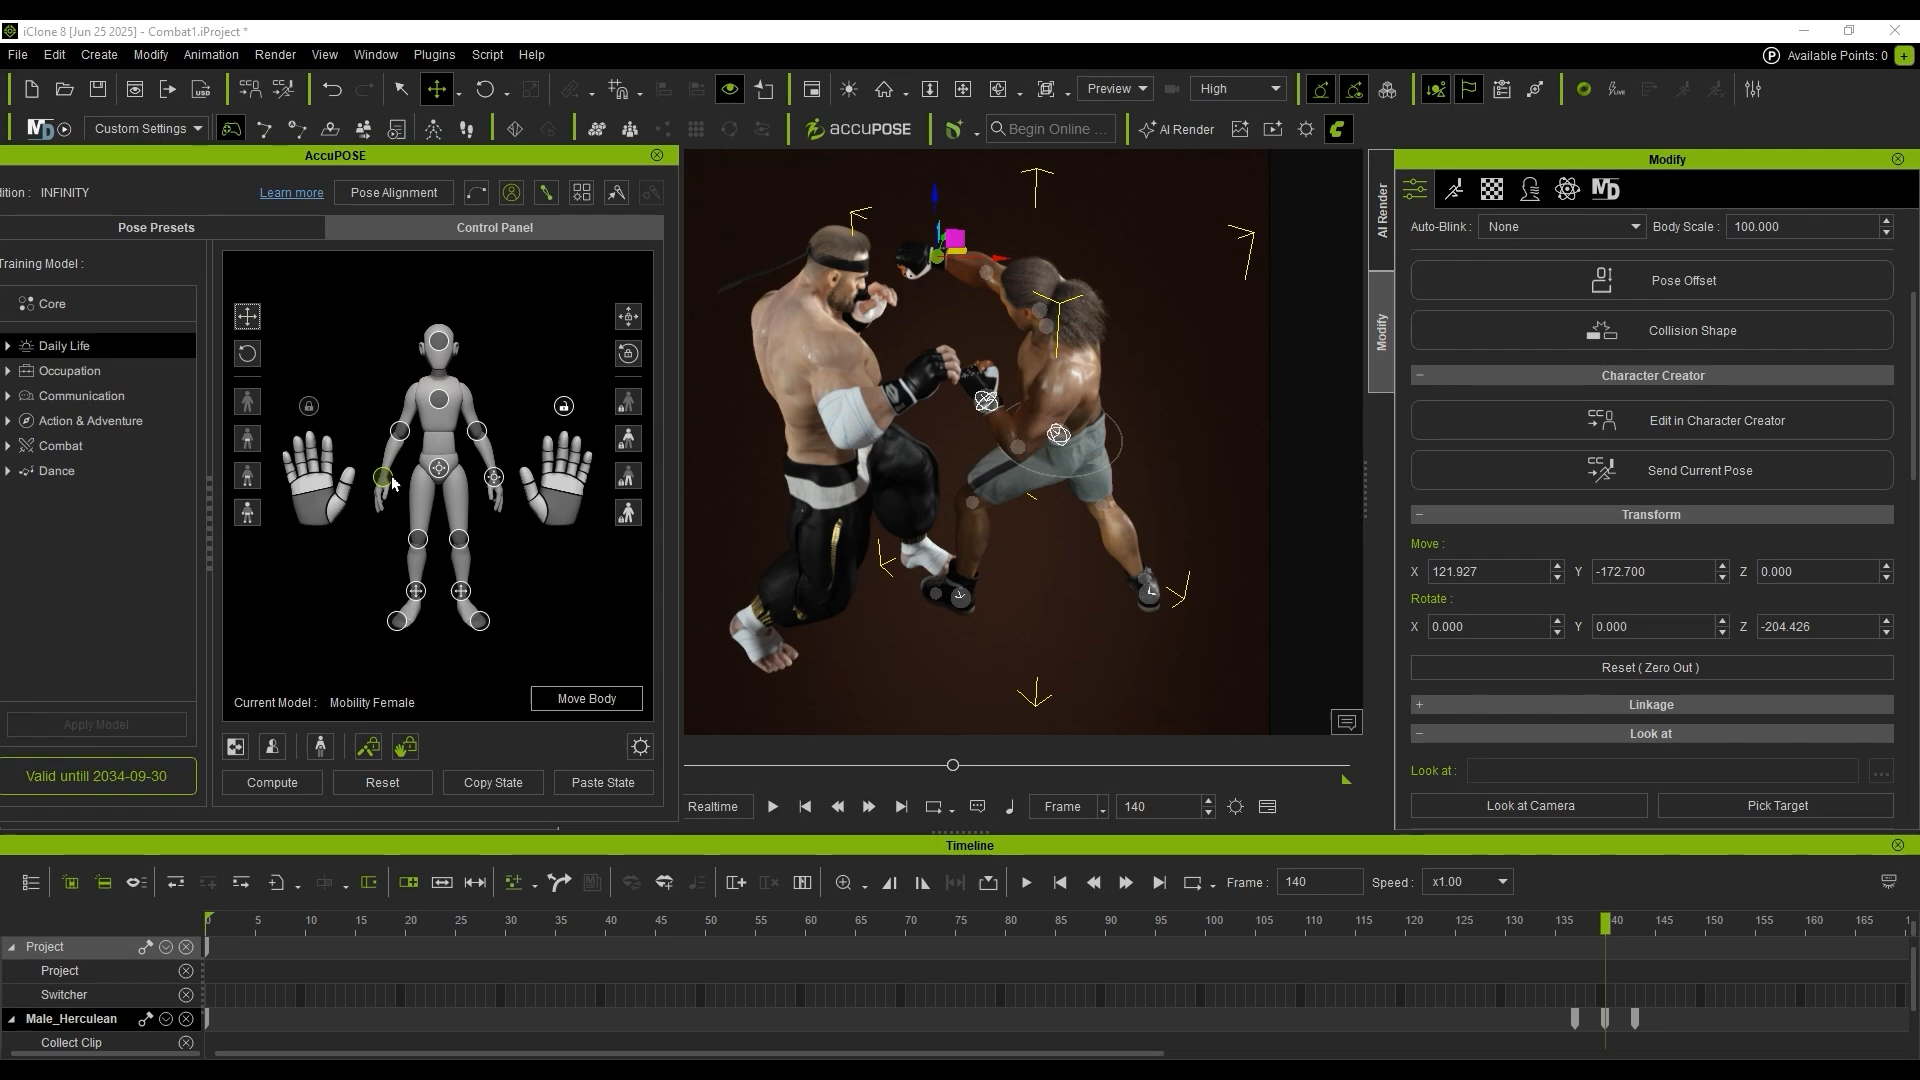 iClone 8 [Jun 25 2025] - Combat1.iProject *
File Edit Create Modify Animation Render View Window Plugins Script Help
Available Points: 0
Preview High
Custom Settings ACCUPOSE Begin Online ... AI Render
AccuPOSE
dition : INFINITY Learn more Pose Alignment
Pose Presets Control Panel
Training Model :
Core
Daily Life
Occupation
Communication
Action & Adventure
Combat
Dance
Apply Model
Valid untill 2034-09-30
Current Model : Mobility Female Move Body
Compute Reset Copy State Paste State
AI Render
Modify
Modify
Auto-Blink : None Body Scale : 100.000
Pose Offset
Collision Shape
Character Creator
Edit in Character Creator
Send Current Pose
Transform
Move :
X 121.927 Y -172.700 Z 0.000
Rotate :
X 0.000 Y 0.000 Z -204.426
Reset ( Zero Out )
Linkage
Look at
Look at : ...
Look at Camera Pick Target
Realtime Frame 140
Timeline
Frame : 140 Speed : x1.00
0 5 10 15 20 25 30 35 40 45 50 55 60 65 70 75 80 85 90 95 100 105 110 115 120 125 130 135 40 145 150 155 160 165 1
Project
Project
Switcher
Male_Herculean
Collect Clip